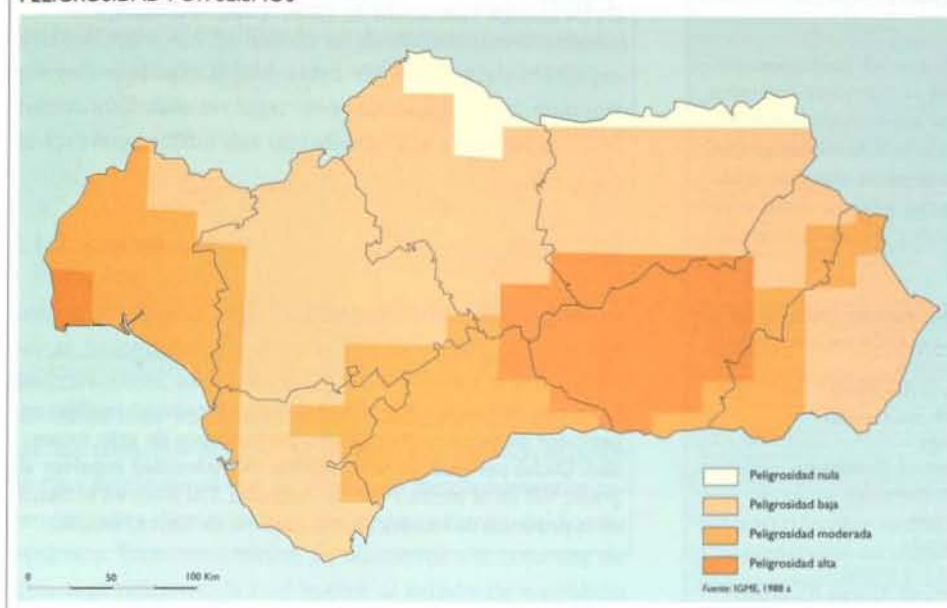 Peligrosidad nula
Peligrosidad baja
Peligrosidad moderada
Peligrosidad alta
0 50 100 Km
Fuente: IGME, 1988 a